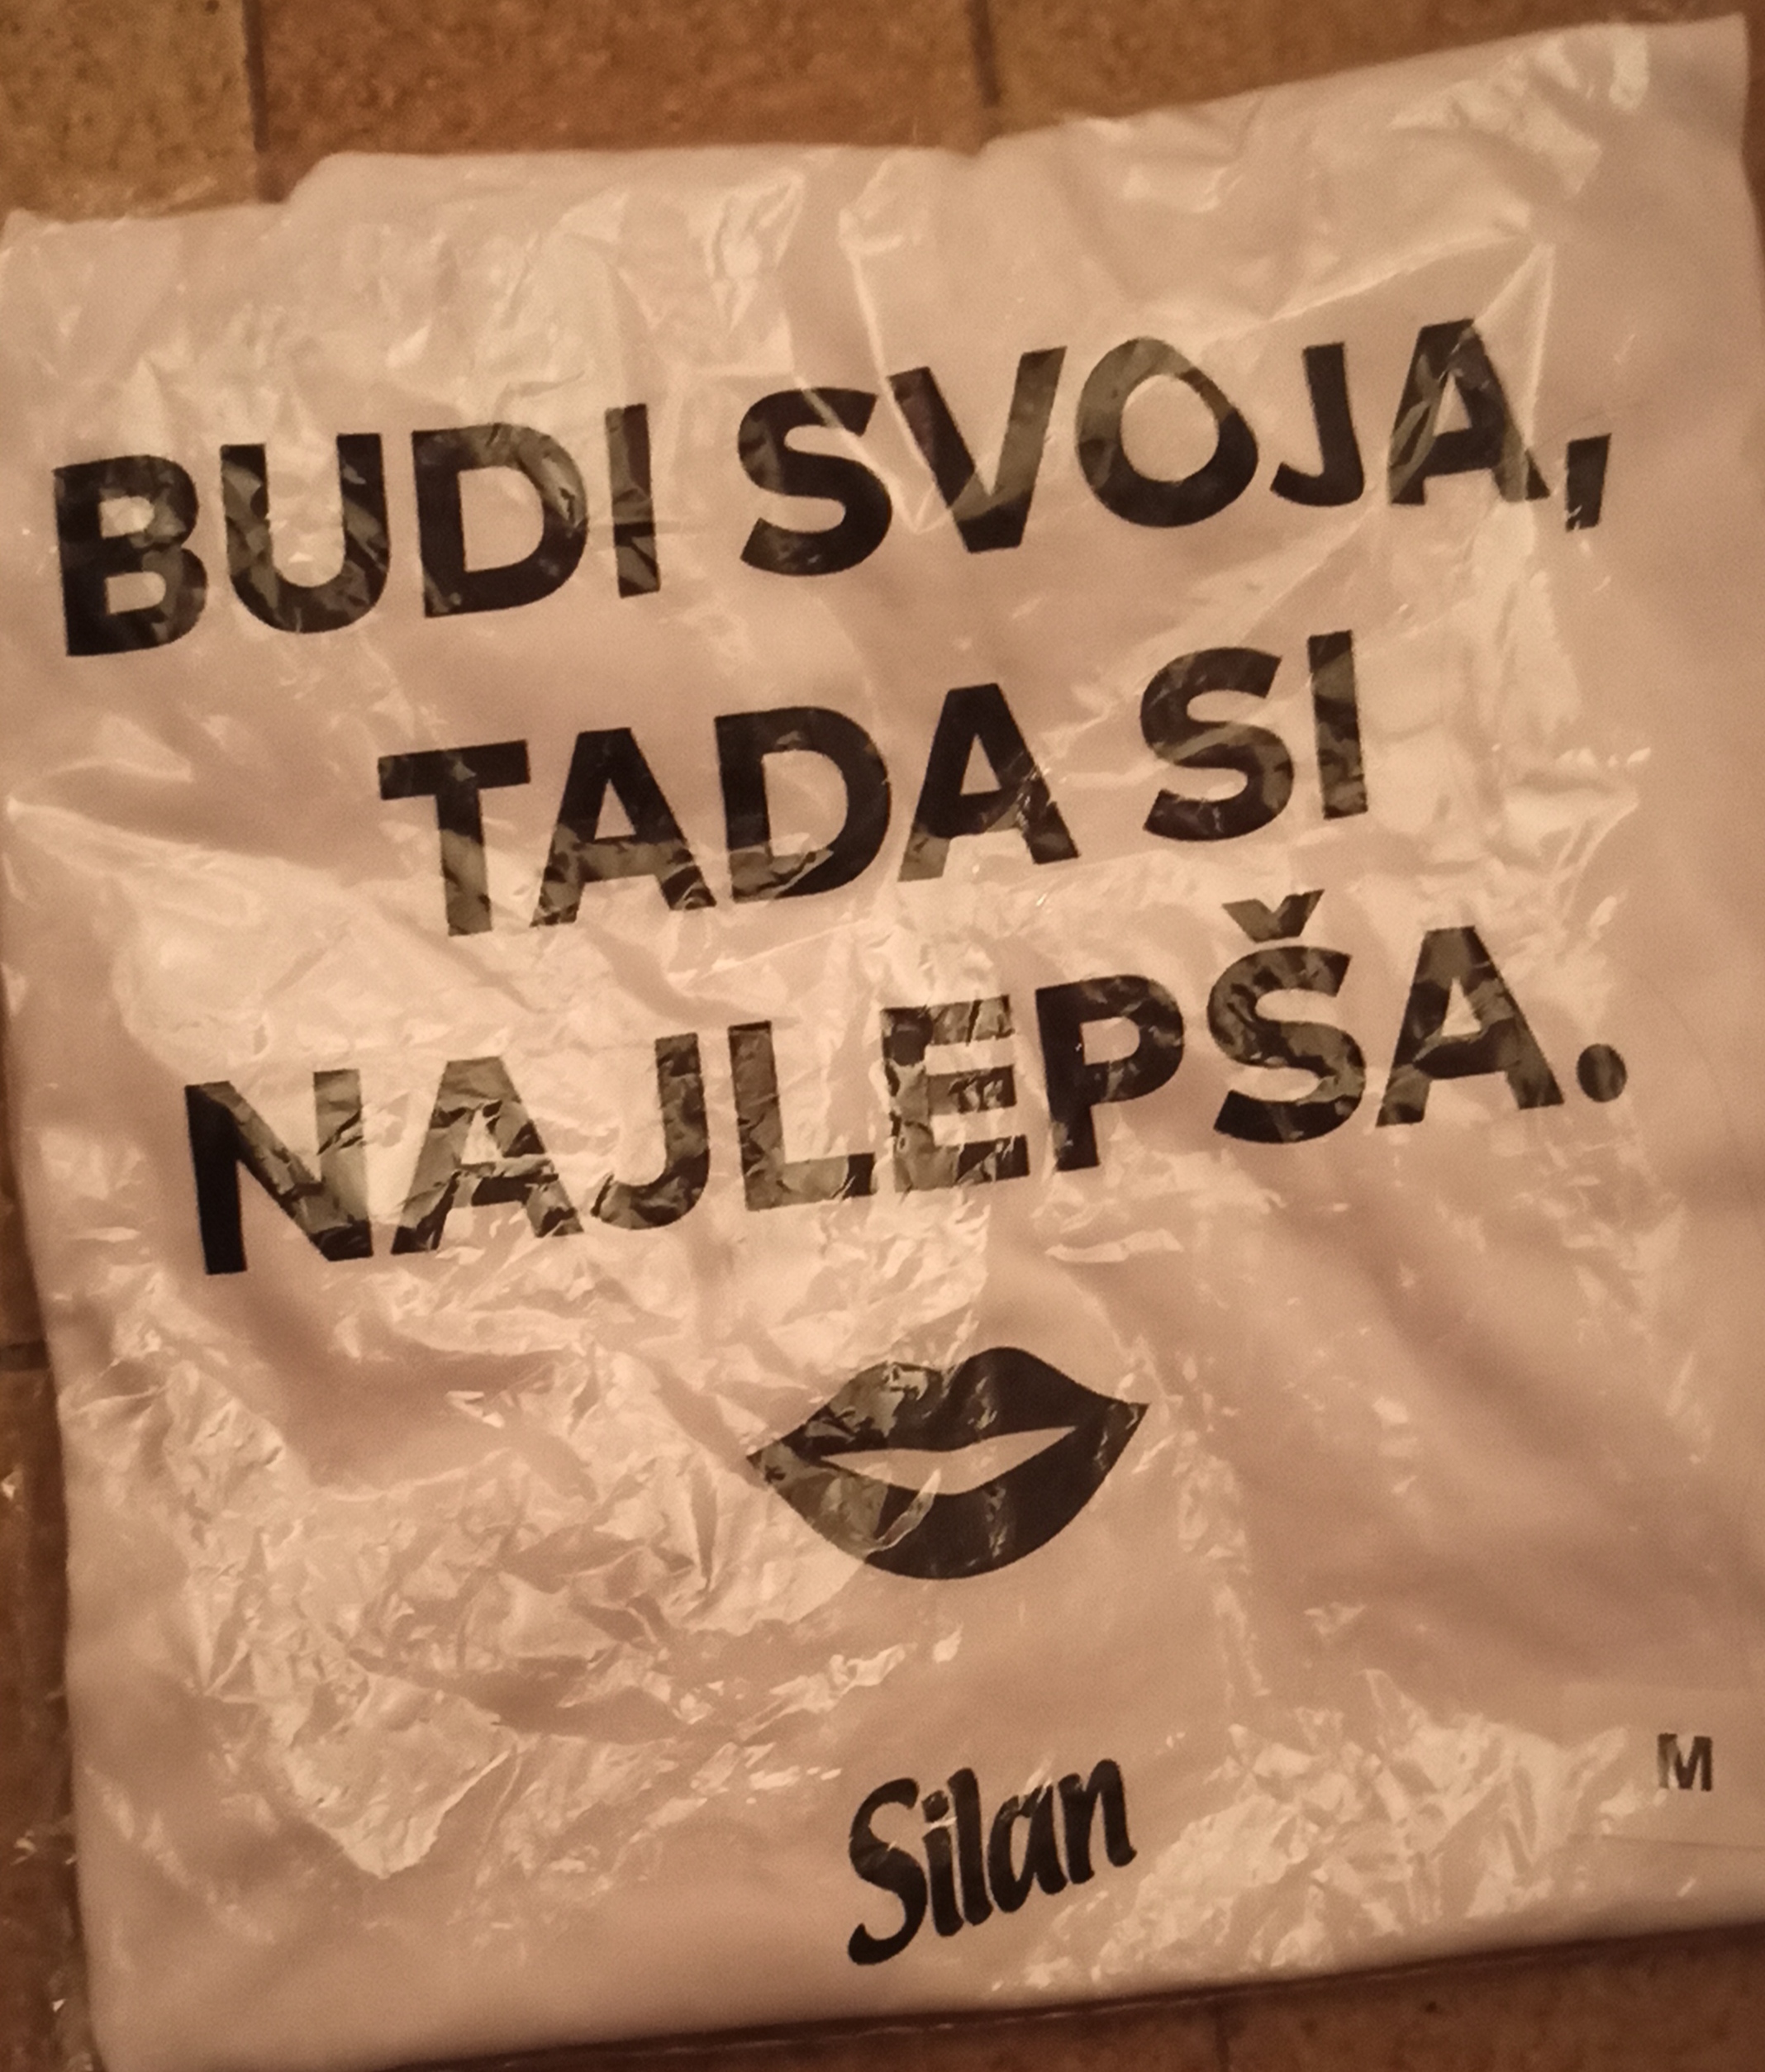 BUDI SVOJA,
TADA SI
NAJLEPŠA.
Silan
M